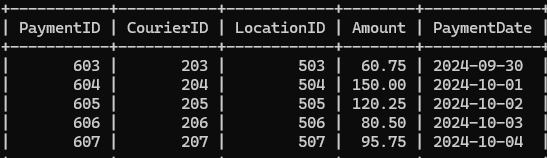 +-----------+-----------+------------+--------+-------------+
| PaymentID | CourierID | LocationID | Amount | PaymentDate |
+-----------+-----------+------------+--------+-------------+
|       603 |       203 |        503 |  60.75 | 2024-09-30
|       604 |       204 |        504 | 150.00 | 2024-10-01
|       605 |       205 |        505 | 120.25 | 2024-10-02
|       606 |       206 |        506 |  80.50 | 2024-10-03
|       607 |       207 |        507 |  95.75 | 2024-10-04